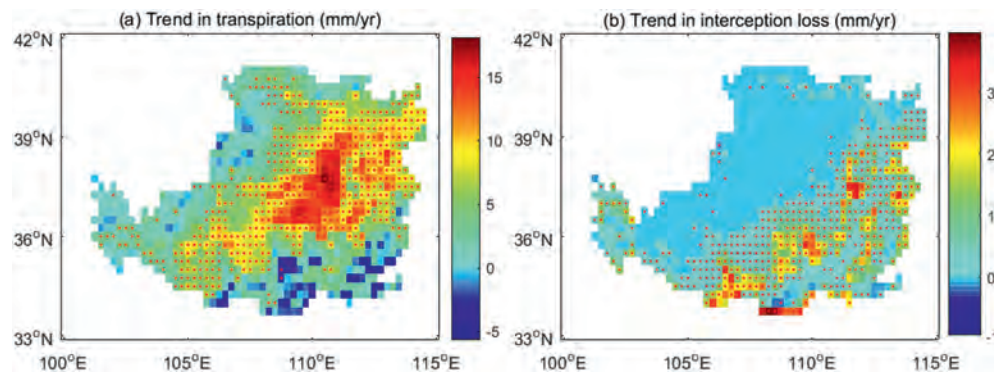 (a) Trend in transpiration (mm/yr)
(b) Trend in interception loss (mm/yr)
42°N
39°N
36°N
33°N
100°E
105°E
110°E
115°E
15
10
5
0
-5
42°N
39°N
36°N
33°N
100°E
105°E
110°E
115°E
3
2
1
0
-